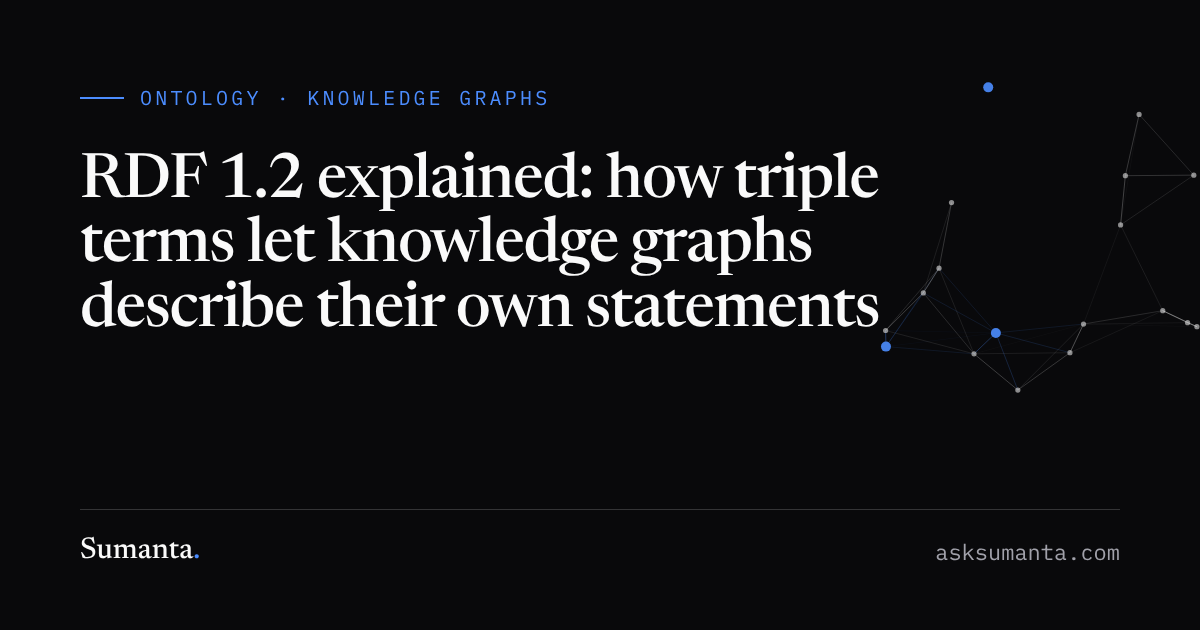 ONTOLOGY · KNOWLEDGE GRAPHS
RDF 1.2 explained: how triple
terms let knowledge graphs
describe their own statements
Sumanta.
asksumanta.com